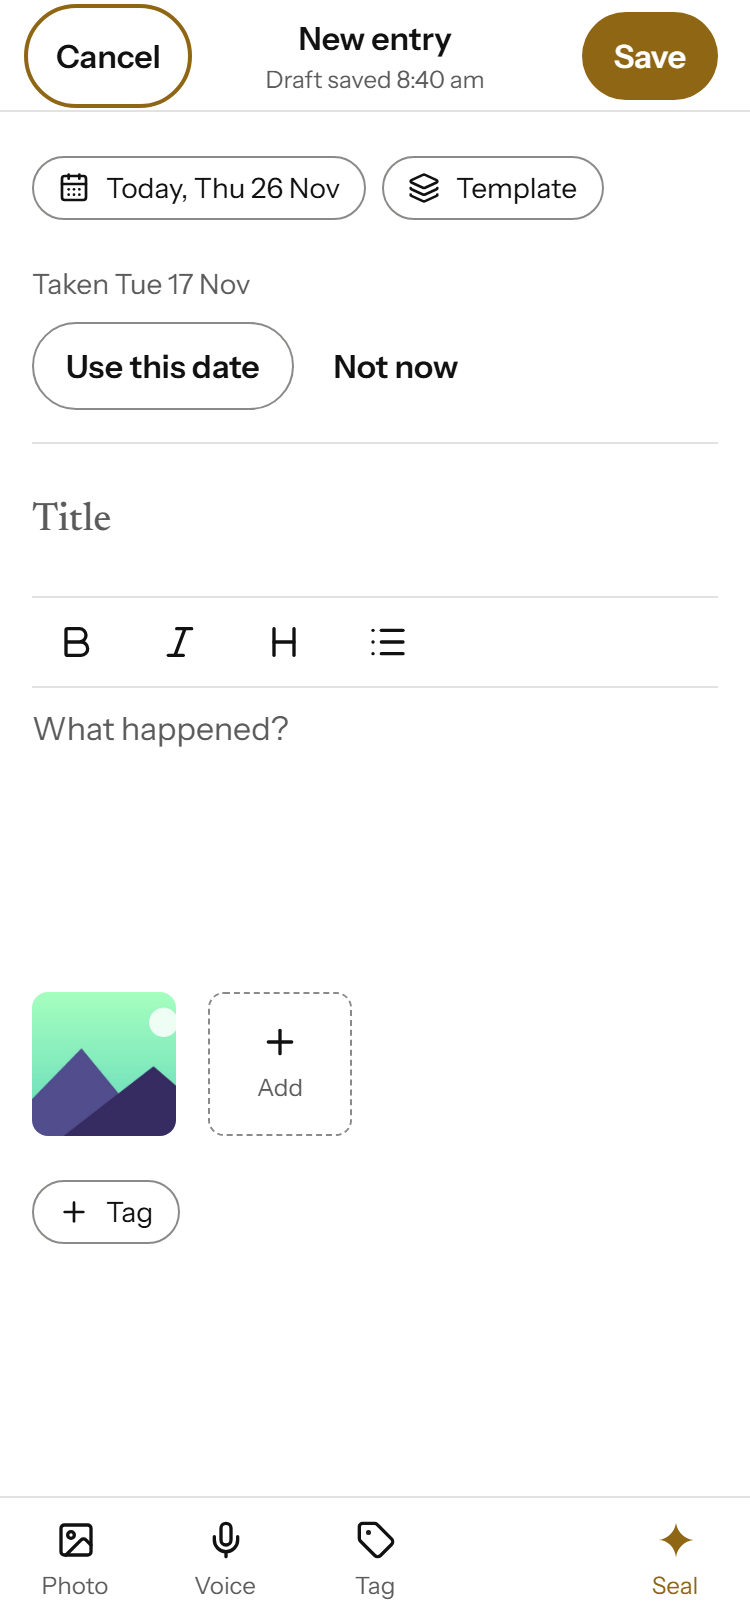 Cancel
New entry
Draft saved 8:40 am
Save
Today, Thu 26 Nov
Template
Taken Tue 17 Nov
Use this date
Not now
Title
B I H
What happened?
Add
Tag
Photo
Voice
Tag
Seal